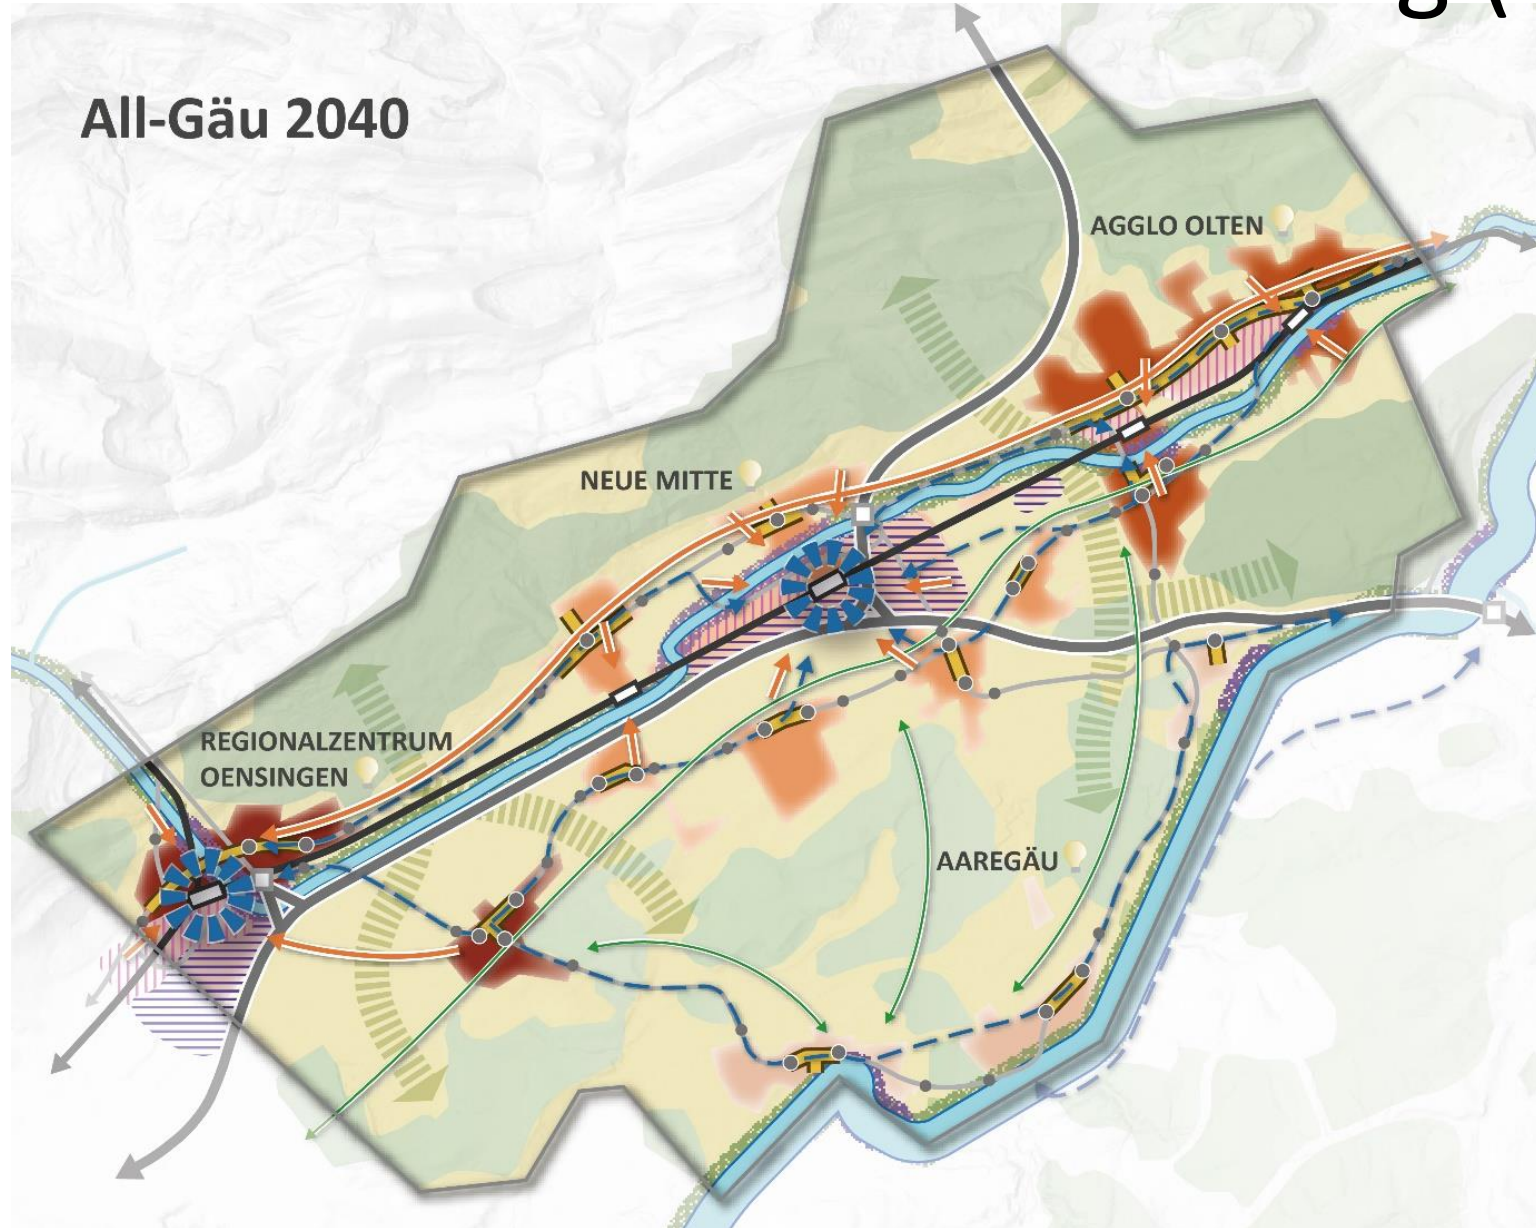 All-Gäu 2040
AGGLO OLTEN
NEUE MITTE
REGIONALZENTRUM
OENSINGEN
AAREGÄU